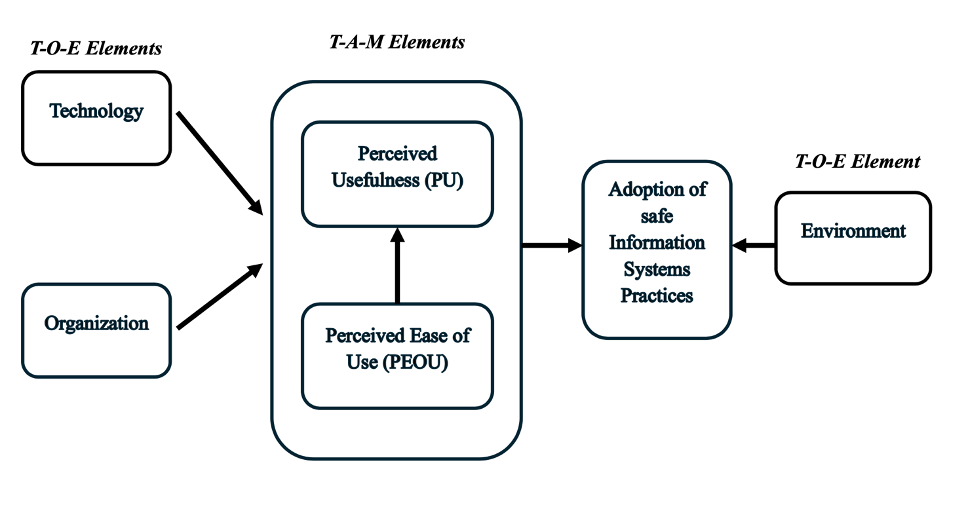 T-O-E Elements
Technology
Organization
T-A-M Elements
Perceived
Usefulness (PU)
Perceived Ease of
Use (PEOU)
Adoption of
safe
Information
Systems
Practices
T-O-E Element
Environment